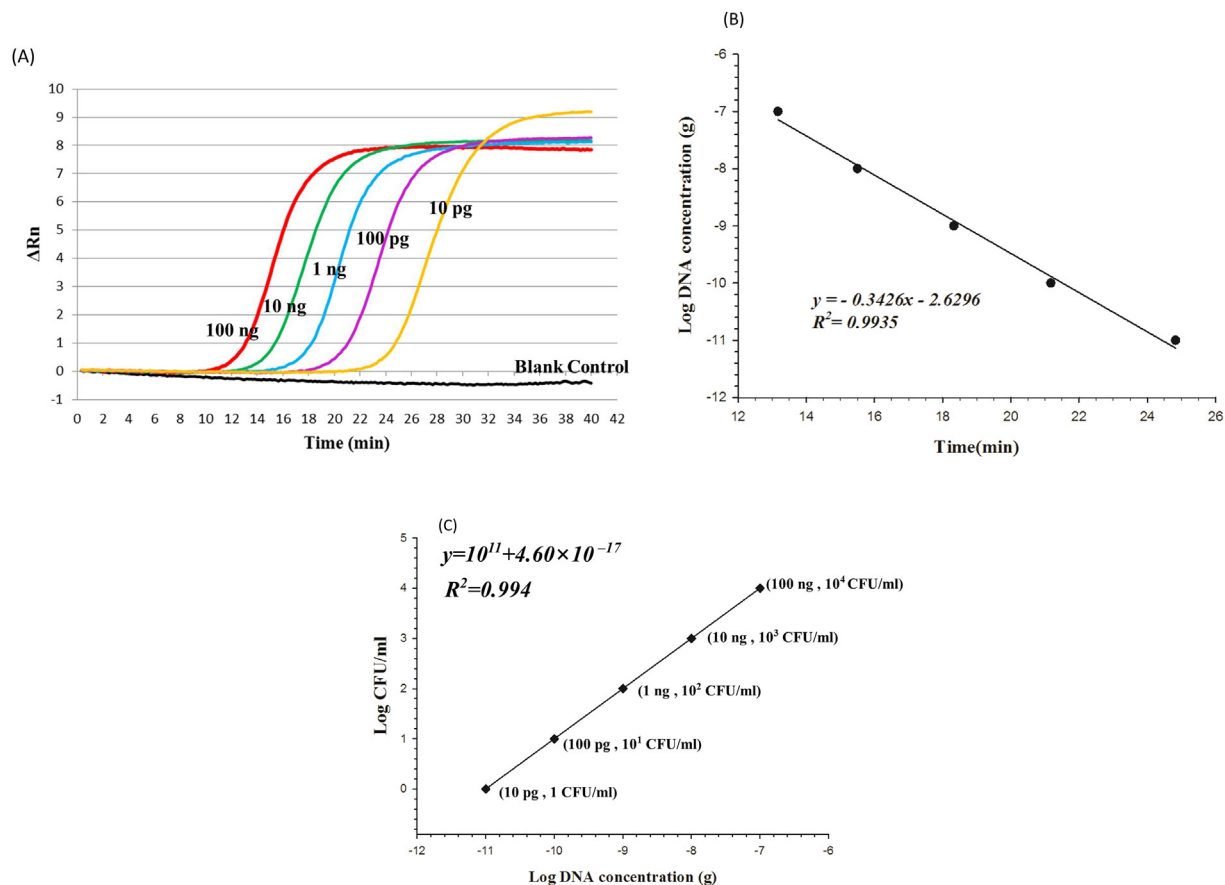 (A)
10
9
8
7
6
5
4
3
2
1
0
-1
ΔRn
100 ng
10 ng
1 ng
100 pg
10 pg
Blank Control
0 2 4 6 8 10 12 14 16 18 20 22 24 26 28 30 32 34 36 38 40 42
Time (min)
(B)
-6
-7
-8
-9
-10
-11
-12
Log DNA concentration (g)
y = - 0.3426x - 2.6296
R²= 0.9935
12 14 16 18 20 22 24 26
Time(min)
(C)
y=10¹¹+4.60×10⁻¹⁷
R²=0.994
5
4
3
2
1
0
Log CFU/ml
(100 ng , 10⁴ CFU/ml)
(10 ng , 10³ CFU/ml)
(1 ng , 10² CFU/ml)
(100 pg , 10¹ CFU/ml)
(10 pg , 1 CFU/ml)
-12 -11 -10 -9 -8 -7 -6
Log DNA concentration (g)